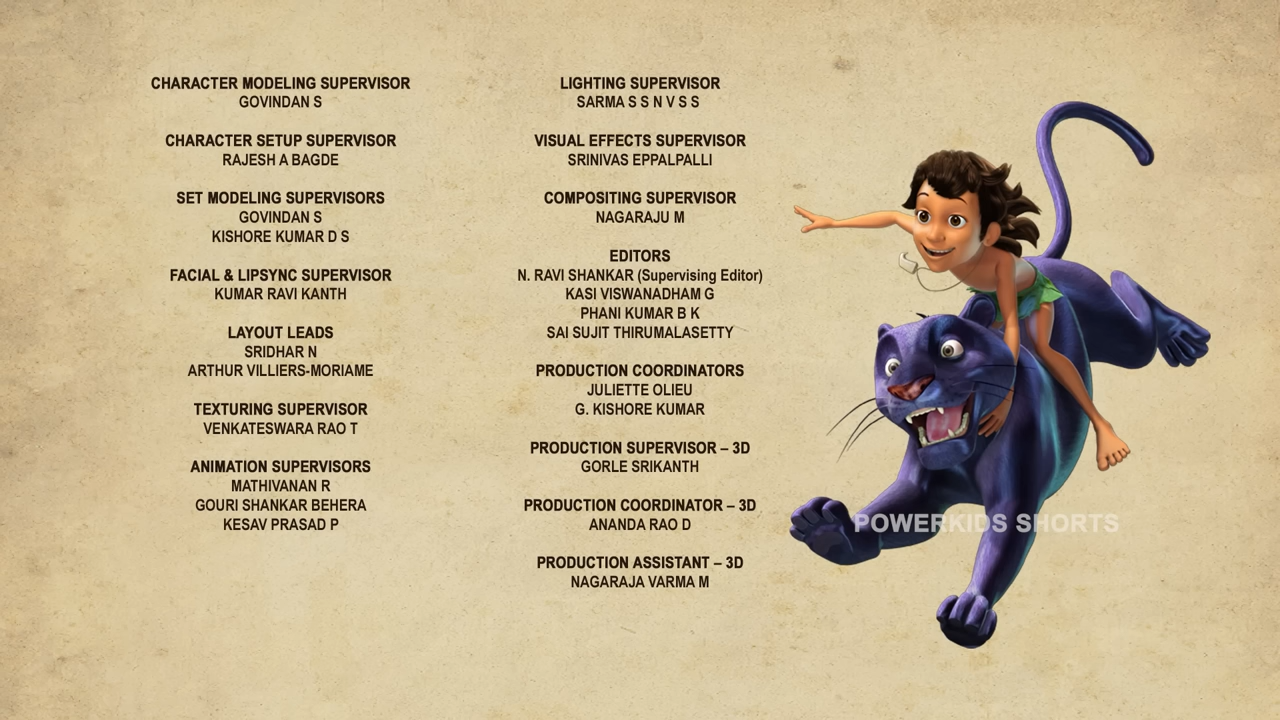 CHARACTER MODELING SUPERVISOR
GOVINDAN S
CHARACTER SETUP SUPERVISOR
RAJESH A BAGDE
SET MODELING SUPERVISORS
GOVINDAN S
KISHORE KUMAR D S
FACIAL & LIPSYNC SUPERVISOR
KUMAR RAVI KANTH
LAYOUT LEADS
SRIDHAR N
ARTHUR VILLIERS-MORIAME
TEXTURING SUPERVISOR
VENKATESWARA RAO T
ANIMATION SUPERVISORS
MATHIVANAN R
GOURI SHANKAR BEHERA
KESAV PRASAD P
LIGHTING SUPERVISOR
SARMA S S N V S S
VISUAL EFFECTS SUPERVISOR
SRINIVAS EPPALPALLI
COMPOSITING SUPERVISOR
NAGARAJU M
EDITORS
N. RAVI SHANKAR (Supervising Editor)
KASI VISWANADHAM G
PHANI KUMAR B K
SAI SUJIT THIRUMALASETTY
PRODUCTION COORDINATORS
JULIETTE OLIEU
G. KISHORE KUMAR
PRODUCTION SUPERVISOR – 3D
GORLE SRIKANTH
PRODUCTION COORDINATOR – 3D
ANANDA RAO D
PRODUCTION ASSISTANT – 3D
NAGARAJA VARMA M
POWERKIDS SHORTS